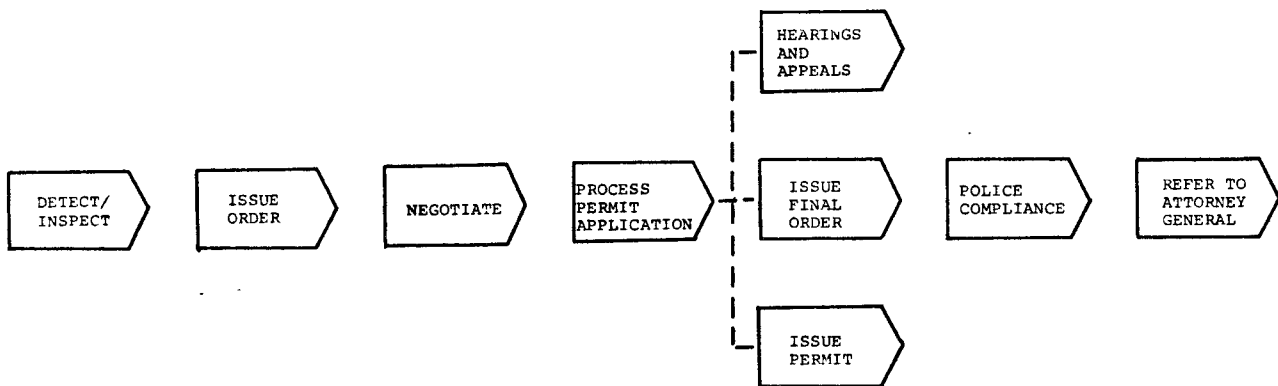 HEARINGS
AND
APPEALS
DETECT/
INSPECT
ISSUE
ORDER
NEGOTIATE
PROCESS
PERMIT
APPLICATION
ISSUE
FINAL
ORDER
POLICE
COMPLIANCE
REFER TO
ATTORNEY
GENERAL
ISSUE
PERMIT